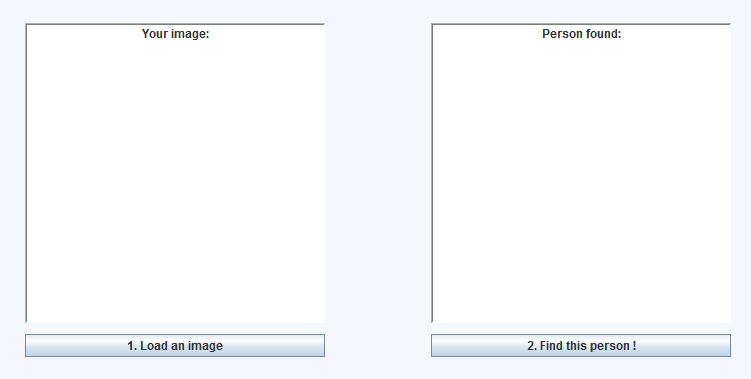 Your image:
Person found:
1. Load an image
2. Find this person !